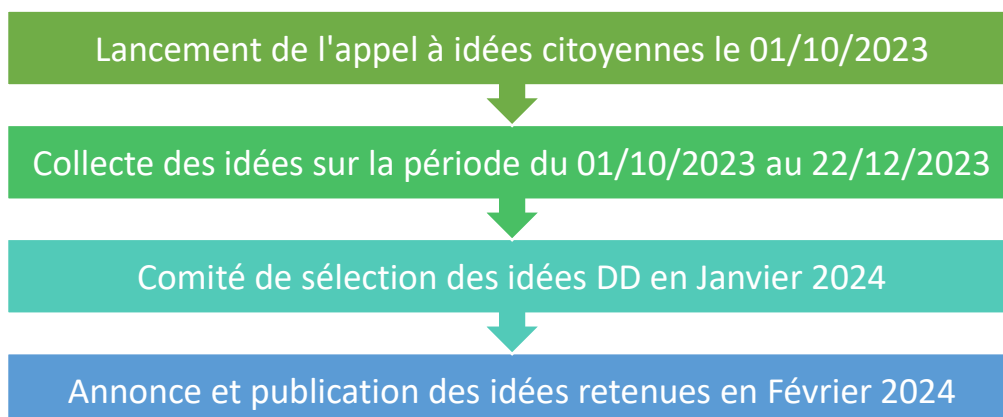 Lancement de l'appel à idées citoyennes le 01/10/2023
Collecte des idées sur la période du 01/10/2023 au 22/12/2023
Comité de sélection des idées DD en Janvier 2024
Annonce et publication des idées retenues en Février 2024